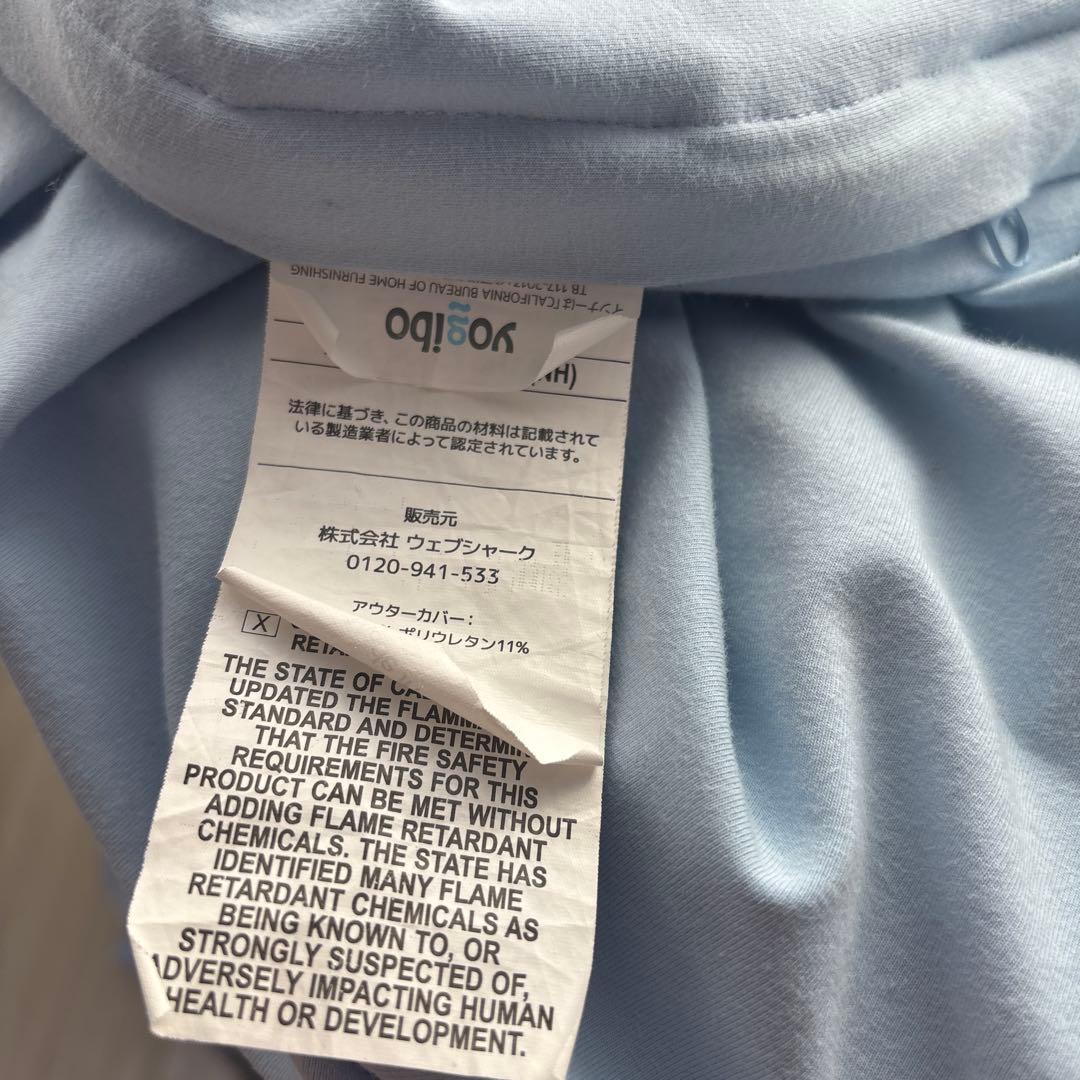 インナーは「CALIFORNIA BUREAU OF HOME FURNISHING
TB 117-2013
yogibo
(HN)
法律に基づき、この商品の材料は記載されて
いる製造業者によって認定されています。
販売元
株式会社 ウェブシャーク
0120-941-533
アウターカバー：
ポリウレタン11%
X
THE STATE OF
UPDATED THE
STANDARD AND
THAT THE FIRE SAFETY
REQUIREMENTS FOR THIS
PRODUCT CAN BE MET WITHOUT
ADDING FLAME RETARDANT
CHEMICALS. THE STATE HAS
IDENTIFIED MANY FLAME
RETARDANT CHEMICALS AS
BEING KNOWN TO, OR
STRONGLY SUSPECTED OF,
ADVERSELY IMPACTING HUMAN
HEALTH OR DEVELOPMENT.